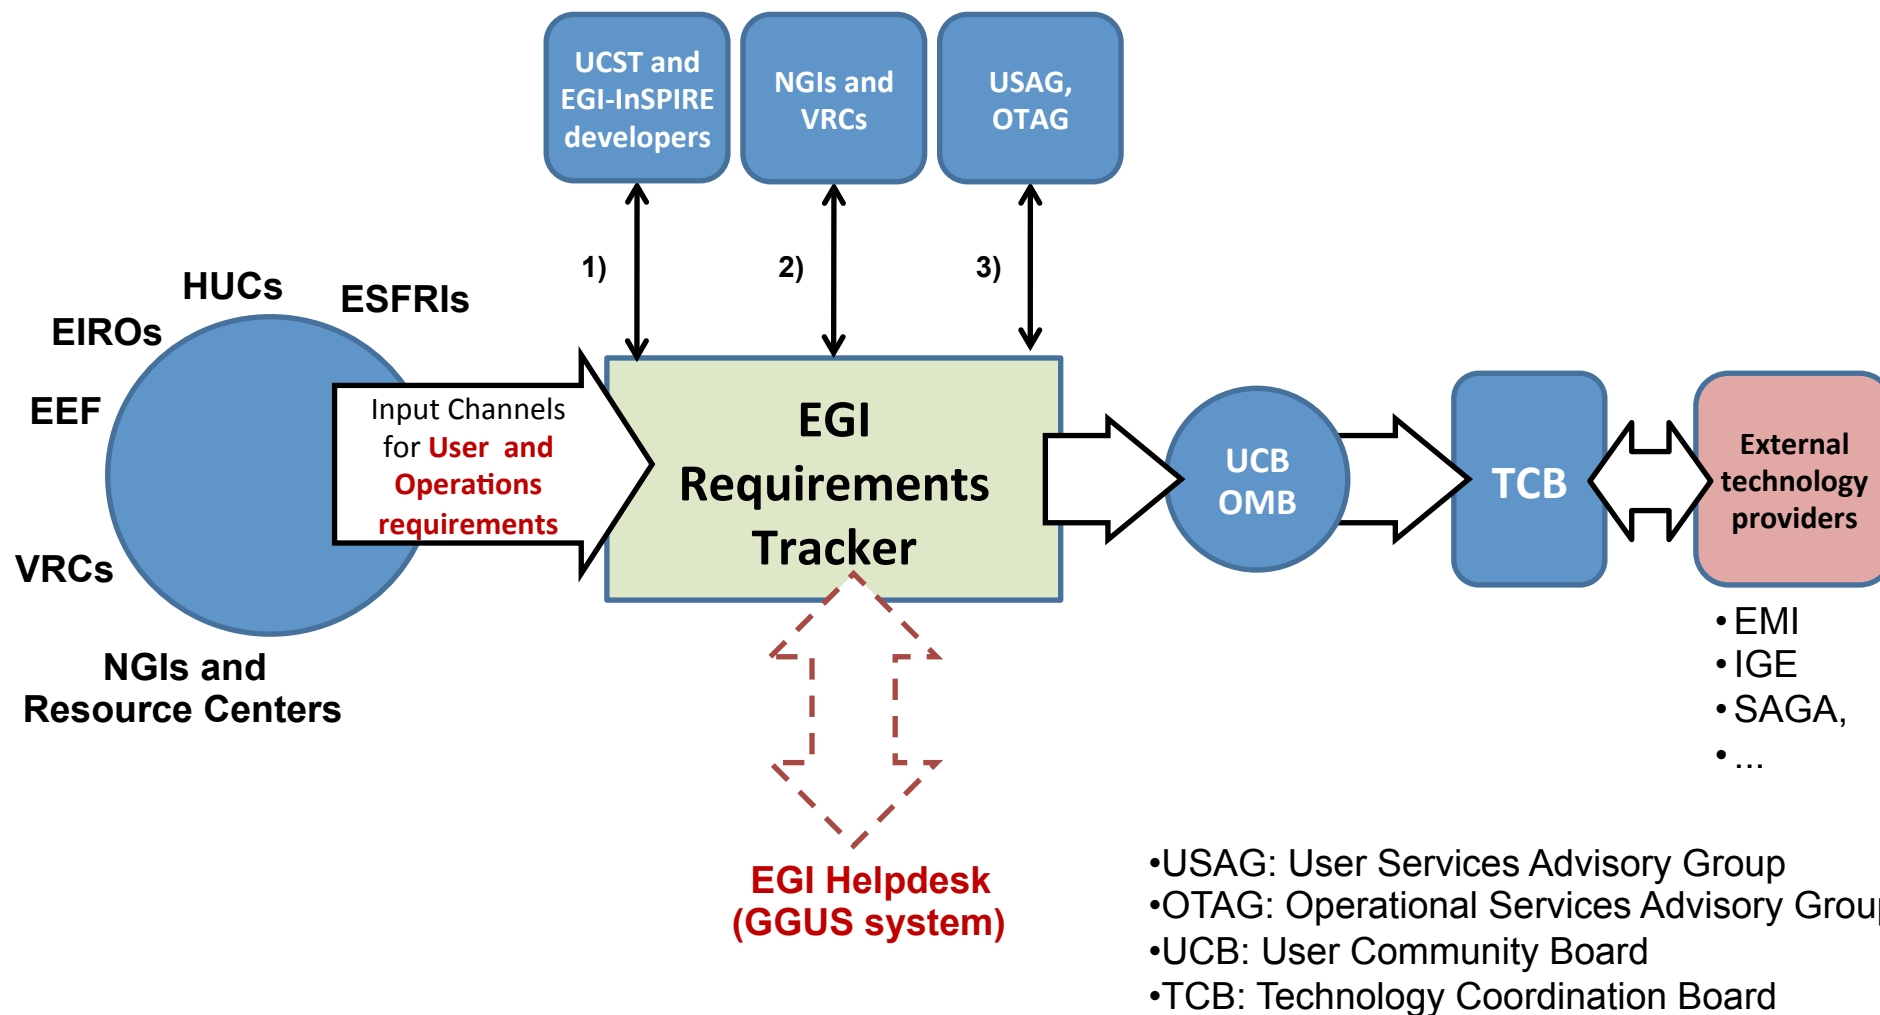 UCST and
EGI-InSPIRE
developers
NGIs and
VRCs
USAG,
OTAG
1)
2)
3)
HUCs
ESFRIs
EIROs
EEF
VRCs
NGIs and
Resource Centers
Input Channels
for User and
Operations
requirements
EGI
Requirements
Tracker
UCB
OMB
TCB
External
technology
providers
• EMI
• IGE
• SAGA,
• ...
EGI Helpdesk
(GGUS system)
•USAG: User Services Advisory Group
•OTAG: Operational Services Advisory Group
•UCB: User Community Board
•TCB: Technology Coordination Board